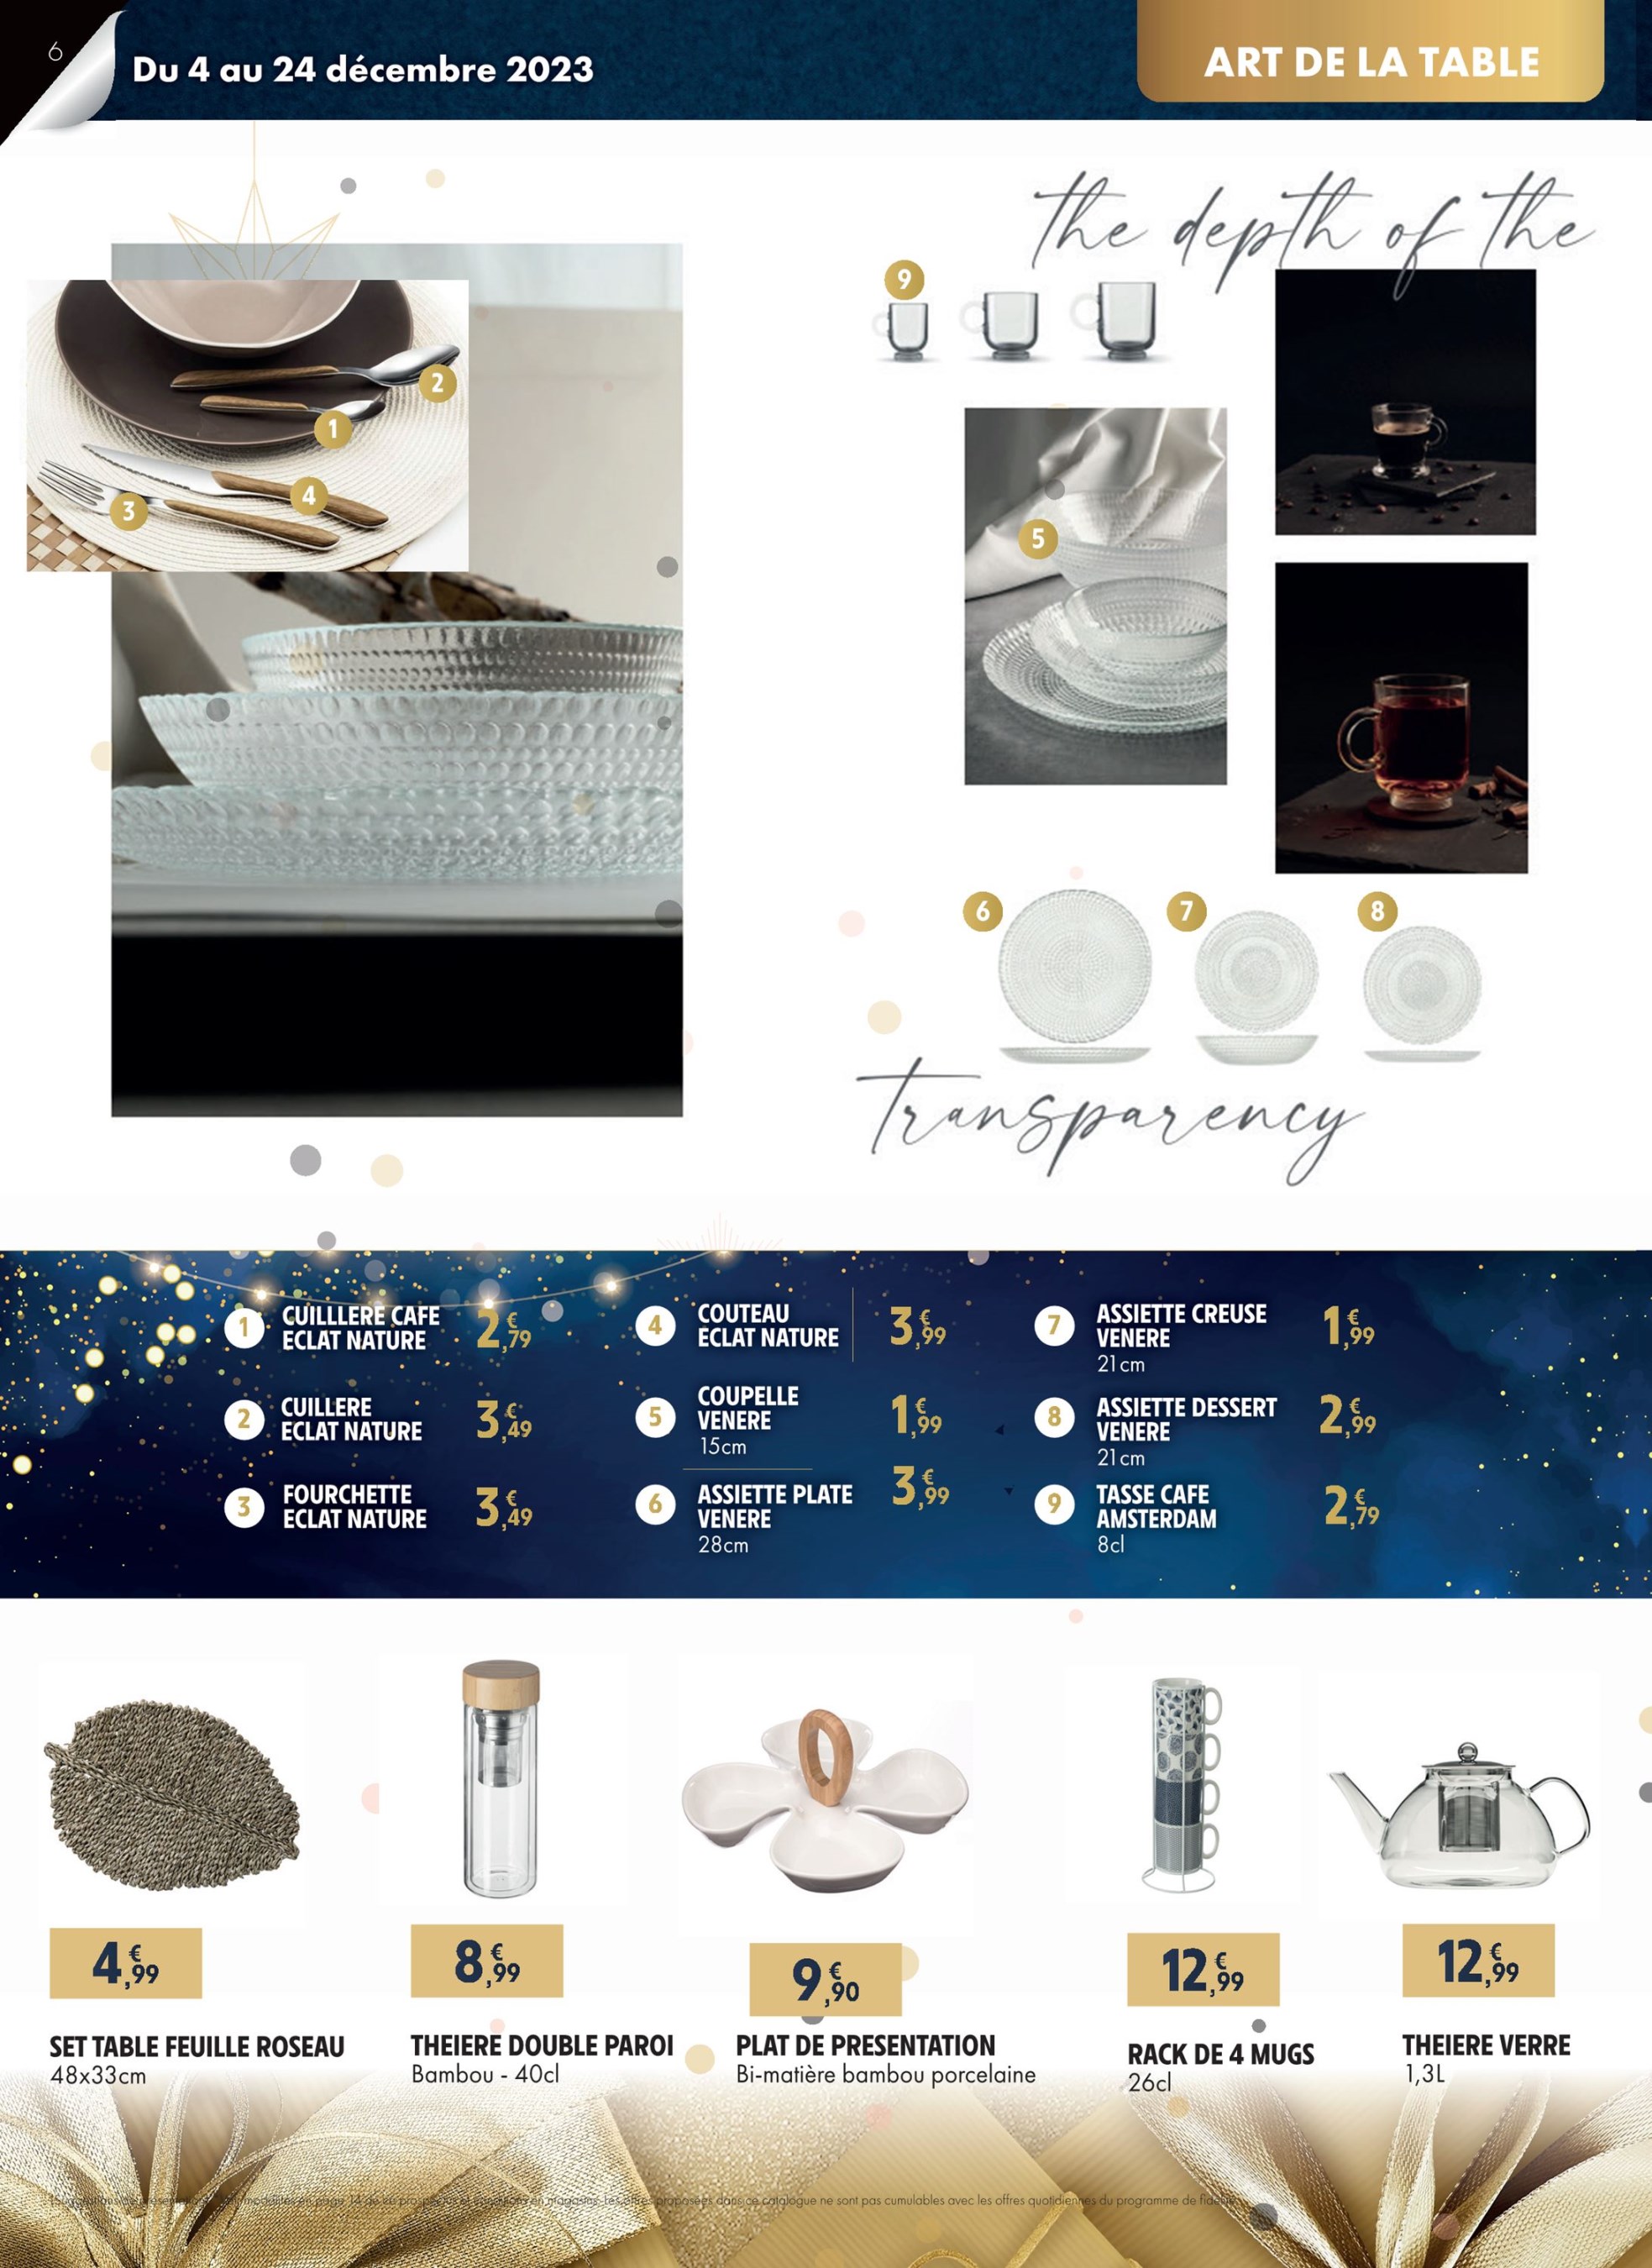 6
Du 4 au 24 décembre 2023
ART DE LA TABLE
the depth of the
9
2
1
4
3
5
6
7
8
transparency
1
CUILLLERE CAFE
ECLAT NATURE
2€,79
2
CUILLERE
ECLAT NATURE
3€,49
3
FOURCHETTE
ECLAT NATURE
3€,49
4
COUTEAU
ECLAT NATURE
3€,99
5
COUPELLE
VENERE
15cm
1€,99
6
ASSIETTE PLATE
VENERE
28cm
3€,99
7
ASSIETTE CREUSE
VENERE
21cm
1€,99
8
ASSIETTE DESSERT
VENERE
21cm
2€,99
9
TASSE CAFE
AMSTERDAM
8cl
2€,79
4€,99
SET TABLE FEUILLE ROSEAU
48x33cm
8€,99
THEIERE DOUBLE PAROI
Bambou - 40cl
9€,90
PLAT DE PRESENTATION
Bi-matière bambou porcelaine
12€,99
RACK DE 4 MUGS
26cl
12€,99
THEIERE VERRE
1,3L
modalités en page 14 de en magasins. Les offres proposées dans ce catalogue ne sont pas cumulables avec les offres quotidiennes du programme de